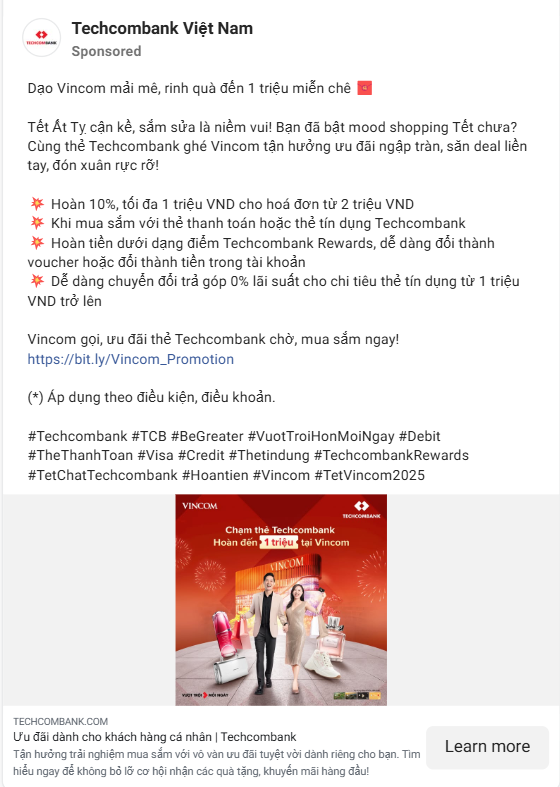 Techcombank Việt Nam
Sponsored
Dạo Vincom mải mê, rinh quà đến 1 triệu miễn chê
Tết Ất Tỵ cận kề, sắm sửa là niềm vui! Bạn đã bật mood shopping Tết chưa?
Cùng thẻ Techcombank ghé Vincom tận hưởng ưu đãi ngập tràn, săn deal liền
tay, đón xuân rực rỡ!
💥 Hoàn 10%, tối đa 1 triệu VND cho hoá đơn từ 2 triệu VND
💥 Khi mua sắm với thẻ thanh toán hoặc thẻ tín dụng Techcombank
💥 Hoàn tiền dưới dạng điểm Techcombank Rewards, dễ dàng đổi thành
voucher hoặc đổi thành tiền trong tài khoản
💥 Dễ dàng chuyển đổi trả góp 0% lãi suất cho chi tiêu thẻ tín dụng từ 1 triệu
VND trở lên
Vincom gọi, ưu đãi thẻ Techcombank chờ, mua sắm ngay!
https://bit.ly/Vincom_Promotion
(*) Áp dụng theo điều kiện, điều khoản.
#Techcombank #TCB #BeGreater #VuotTroiHonMoiNgay #Debit
#TheThanhToan #Visa #Credit #Thetindung #TechcombankRewards
#TetChatTechcombank #Hoantien #Vincom #TetVincom2025
VINCOM
TECHCOMBANK
Chạm thẻ Techcombank
Hoàn đến 1 triệu tại Vincom
VINCOM
VƯỢT TRỘI MỖI NGÀY
TECHCOMBANK.COM
Ưu đãi dành cho khách hàng cá nhân | Techcombank
Tận hưởng trải nghiệm mua sắm với vô vàn ưu đãi tuyệt vời dành riêng cho bạn. Tìm
hiểu ngay để không bỏ lỡ cơ hội nhận các quà tặng, khuyến mãi hàng đầu!
Learn more